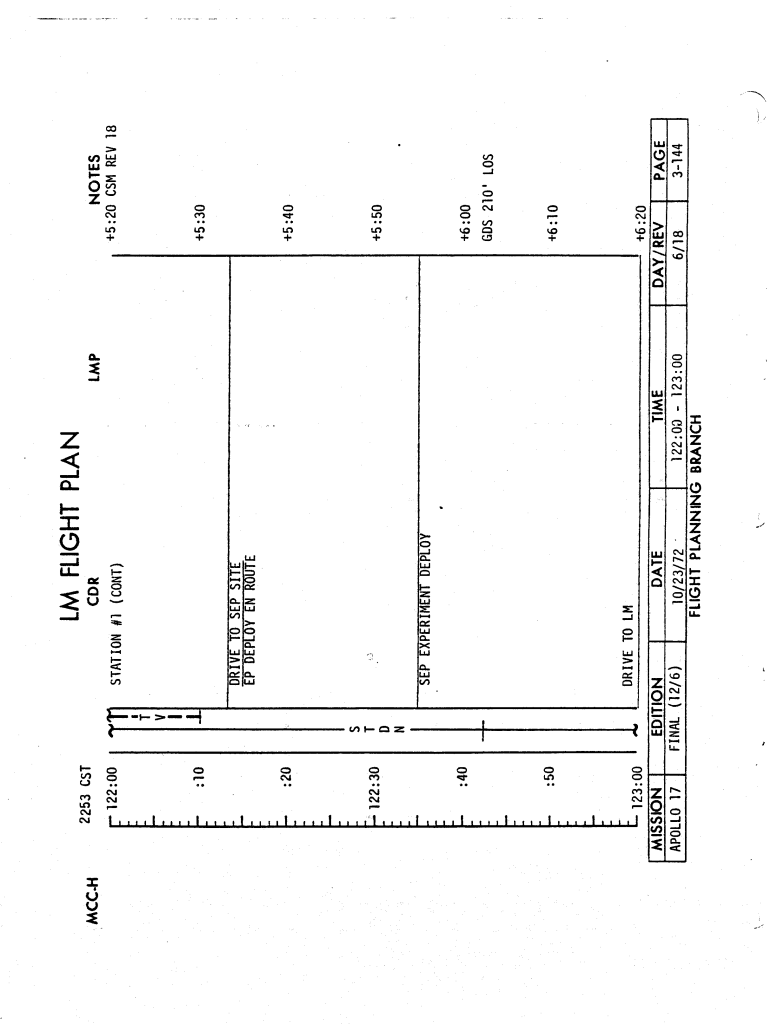 LM FLIGHT PLAN
MCC-H CDR LMP NOTES
2253 CST
122:00 STATION #1 (CONT) +5:20 CSM REV 18
TV
:10 +5:30
DRIVE TO SEP SITE
EP DEPLOY EN ROUTE
:20 +5:40
122:30 +5:50
STDN
SEP EXPERIMENT DEPLOY
:40 +6:00
GDS 210' LOS
:50 +6:10
DRIVE TO LM
123:00 +6:20
MISSION EDITION DATE TIME DAY/REV PAGE
APOLLO 17 FINAL (12/6) 10/23/72 122:00 - 123:00 6/18 3-144
FLIGHT PLANNING BRANCH